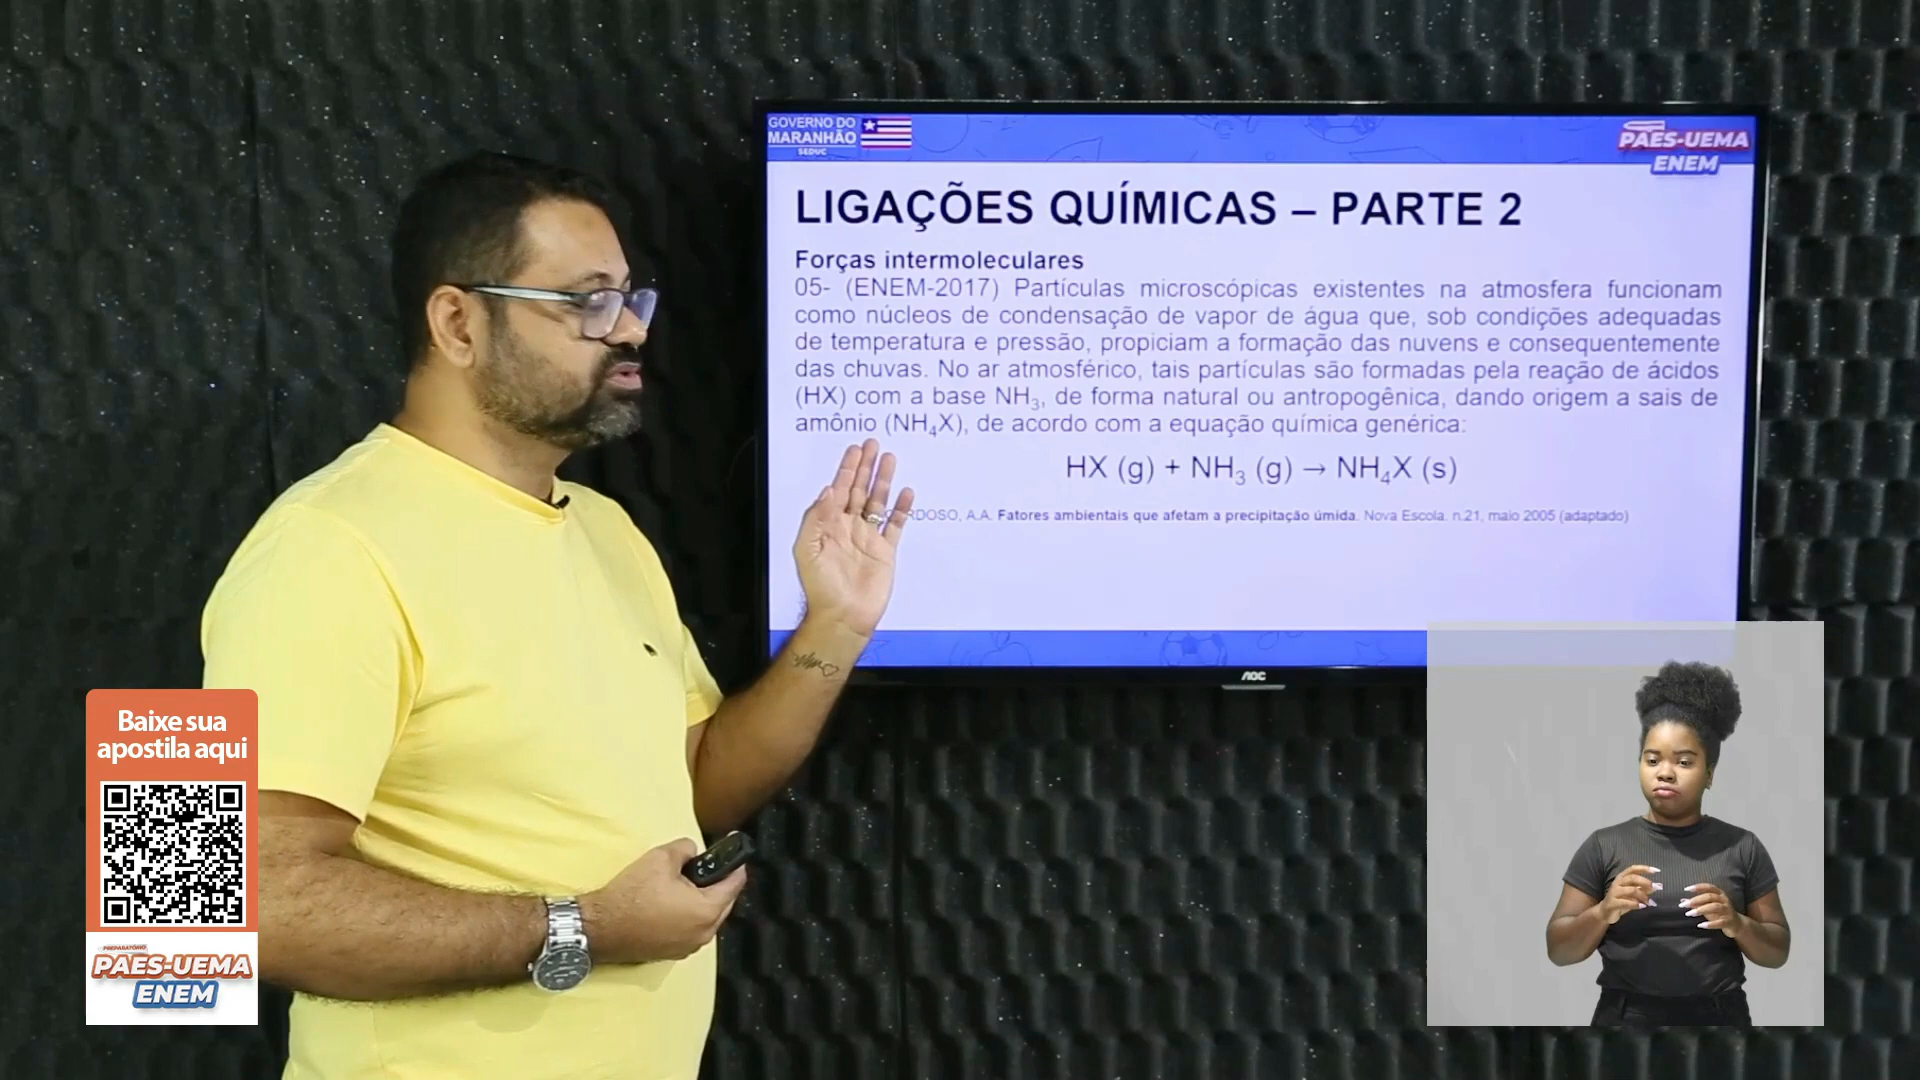 GOVERNO DO
MARANHÃO
SEDUC
PAES-UEMA
ENEM
LIGAÇÕES QUÍMICAS – PARTE 2
Forças intermoleculares
05- (ENEM-2017) Partículas microscópicas existentes na atmosfera funcionam
como núcleos de condensação de vapor de água que, sob condições adequadas
de temperatura e pressão, propiciam a formação das nuvens e consequentemente
das chuvas. No ar atmosférico, tais partículas são formadas pela reação de ácidos
(HX) com a base NH₃, de forma natural ou antropogênica, dando origem a sais de
amônio (NH₄X), de acordo com a equação química genérica:
HX (g) + NH₃ (g) → NH₄X (s)
RDOSO, A.A. Fatores ambientais que afetam a precipitação úmida. Nova Escola. n.21, maio 2005 (adaptado)
AOC
Baixe sua
apostila aqui
PREPARATÓRIO
PAES-UEMA
ENEM